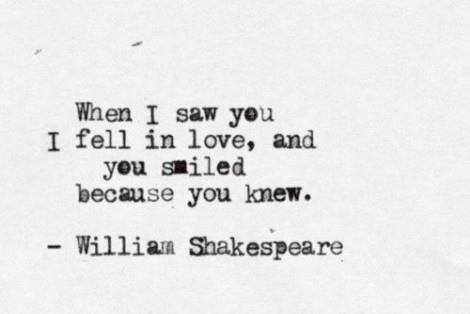 When I saw you
I fell in love, and
you smiled
because you knew.
- William Shakespeare